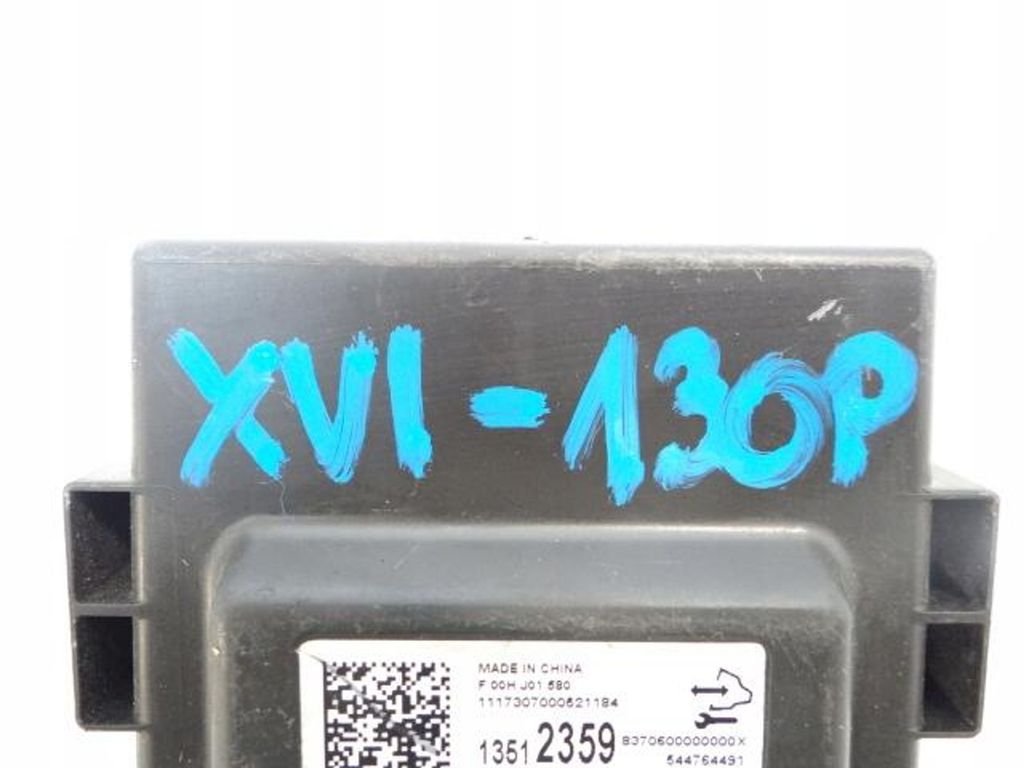 XVI - 130P
MADE IN CHINA
F 00H J01 580
1117307000621184
1351 2359
8370600000000X
544764491